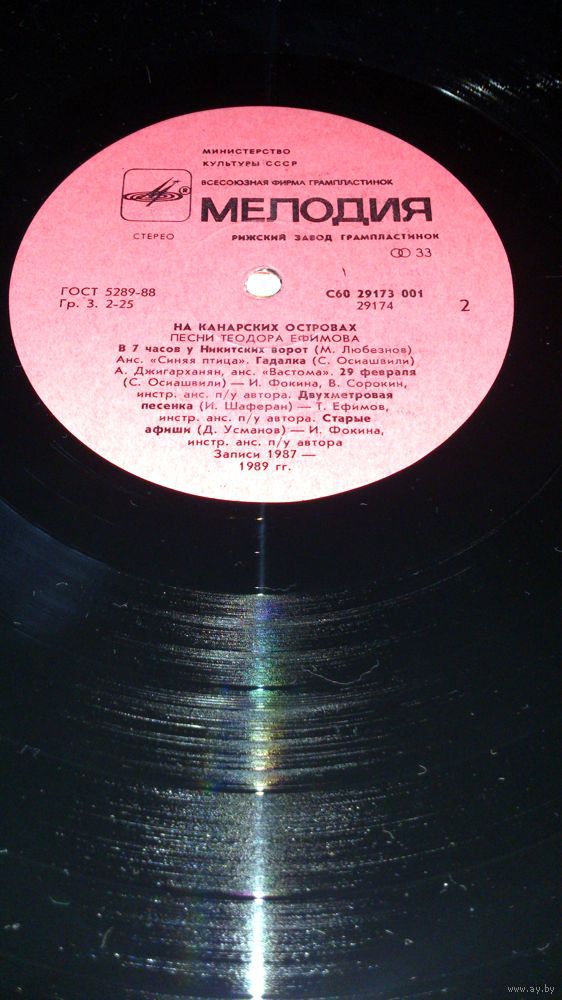 МИНИСТЕРСТВО
КУЛЬТУРЫ СССР
ВСЕСОЮЗНАЯ ФИРМА ГРАМПЛАСТИНОК
®
МЕЛОДИЯ
СТЕРЕО
РИЖСКИЙ ЗАВОД ГРАМПЛАСТИНОК
33
ГОСТ 5289-88
Гр. 3. 2-25
С60 29173 001
29174
2
НА КАНАРСКИХ ОСТРОВАХ
ПЕСНИ ТЕОДОРА ЕФИМОВА
В 7 часов у Никитских ворот (М. Любезнов)
Анс. «Синяя птица». Гадалка (С. Осиашвили)
А. Джигарханян, анс. «Вастома». 29 февраля
(С. Осиашвили) — И. Фокина, В. Сорокин,
инстр. анс. п/у автора. Двухметровая
песенка (И. Шаферан) — Т. Ефимов,
инстр. анс. п/у автора. Старые
афиши (Д. Усманов) — И. Фокина,
инстр. анс. п/у автора
Записи 1987 —
1989 гг.
www.ay.by